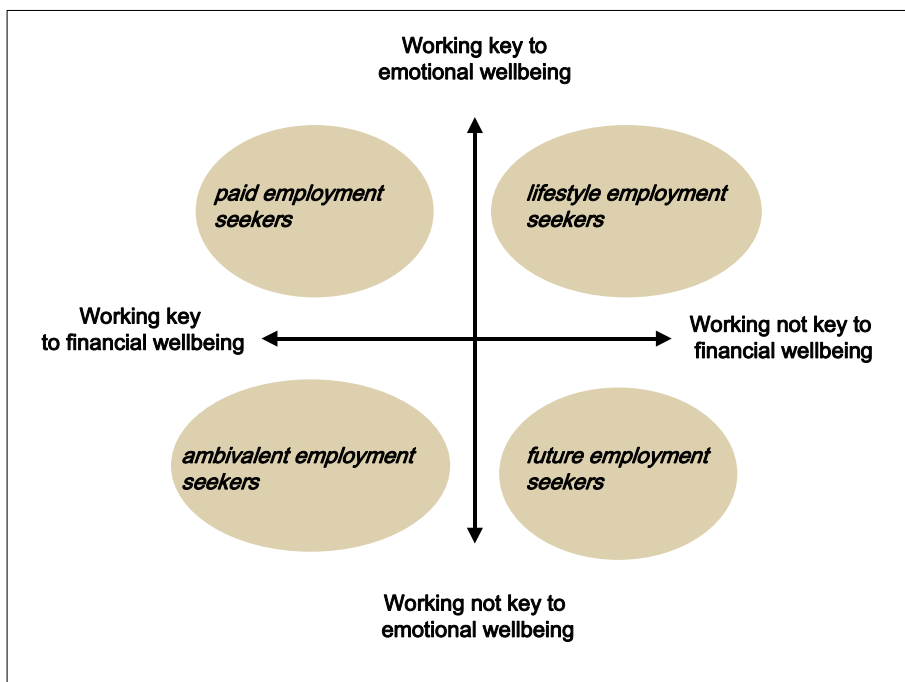 Working key to
emotional wellbeing
paid employment
seekers
lifestyle employment
seekers
Working key
to financial wellbeing
Working not key to
financial wellbeing
ambivalent employment
seekers
future employment
seekers
Working not key to
emotional wellbeing